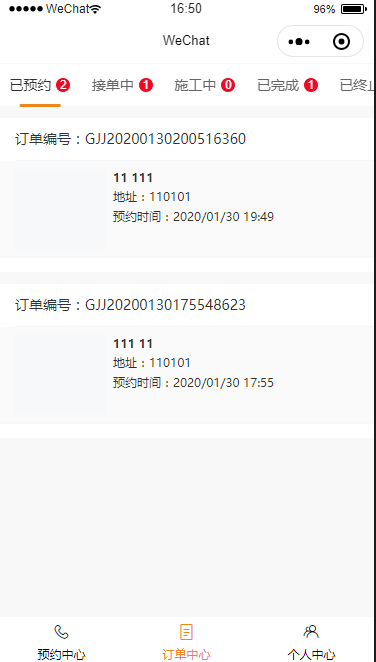 WeChat 16:50 96%
WeChat
已预约 2 接单中 1 施工中 0 已完成 1 已终止
订单编号：GJJ20200130200516360
11 111
地址：110101
预约时间：2020/01/30 19:49
订单编号：GJJ20200130175548623
111 11
地址：110101
预约时间：2020/01/30 17:55
预约中心 订单中心 个人中心